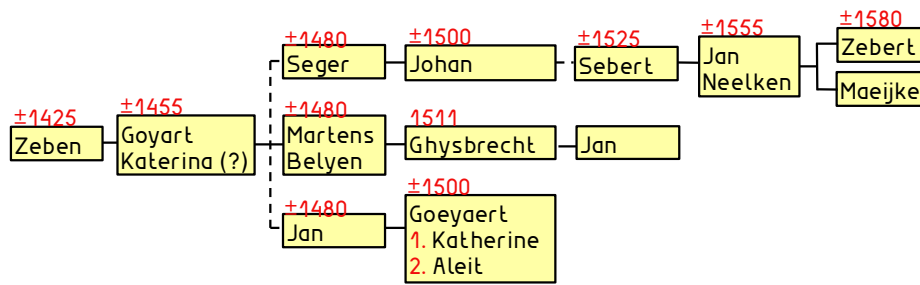 ±1425
Zeben
±1455
Goyart
Katerina (?)
±1480
Seger
±1500
Johan
±1525
Sebert
±1555
Jan
Neelken
±1580
Zebert
Maeijke
±1480
Martens
Belyen
1511
Ghysbrecht
Jan
±1480
Jan
±1500
Goeyaert
1. Katherine
2. Aleit